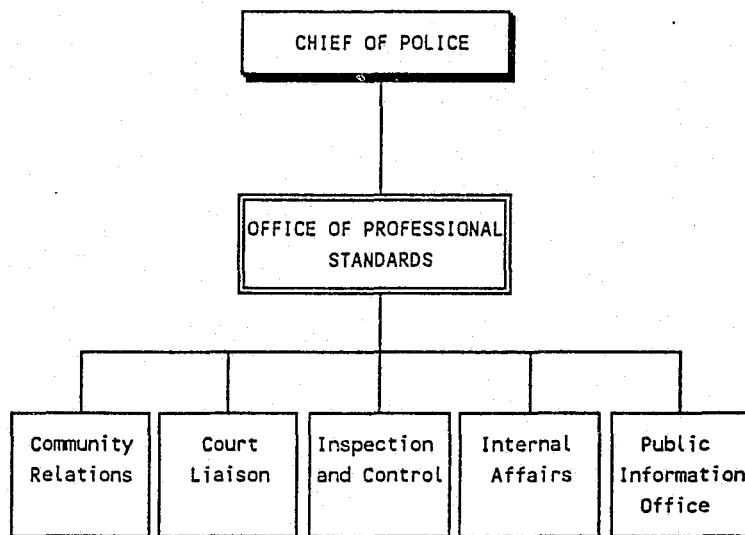 CHIEF OF POLICE
OFFICE OF PROFESSIONAL
STANDARDS
Community
Relations
Court
Liaison
Inspection
and Control
Internal
Affairs
Public
Information
Office